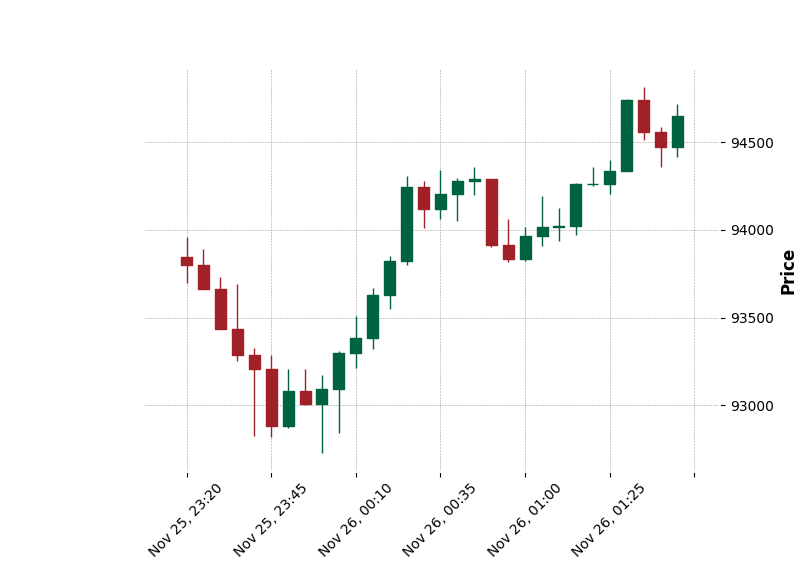 94500
94000
93500
93000
Price
Nov 25, 23:20
Nov 25, 23:45
Nov 26, 00:10
Nov 26, 00:35
Nov 26, 01:00
Nov 26, 01:25